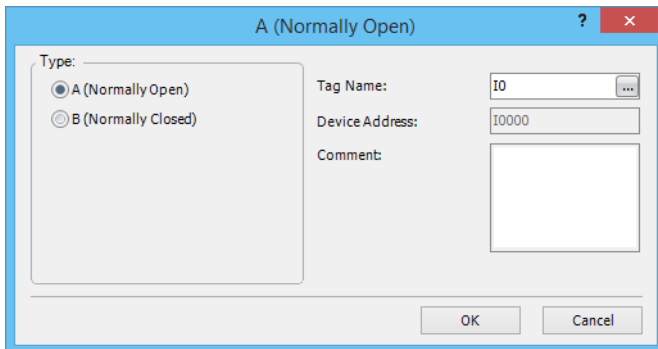 A (Normally Open)
?
×
Type:
A (Normally Open)
B (Normally Closed)
Tag Name:
I0
...
Device Address:
I0000
Comment:
OK
Cancel